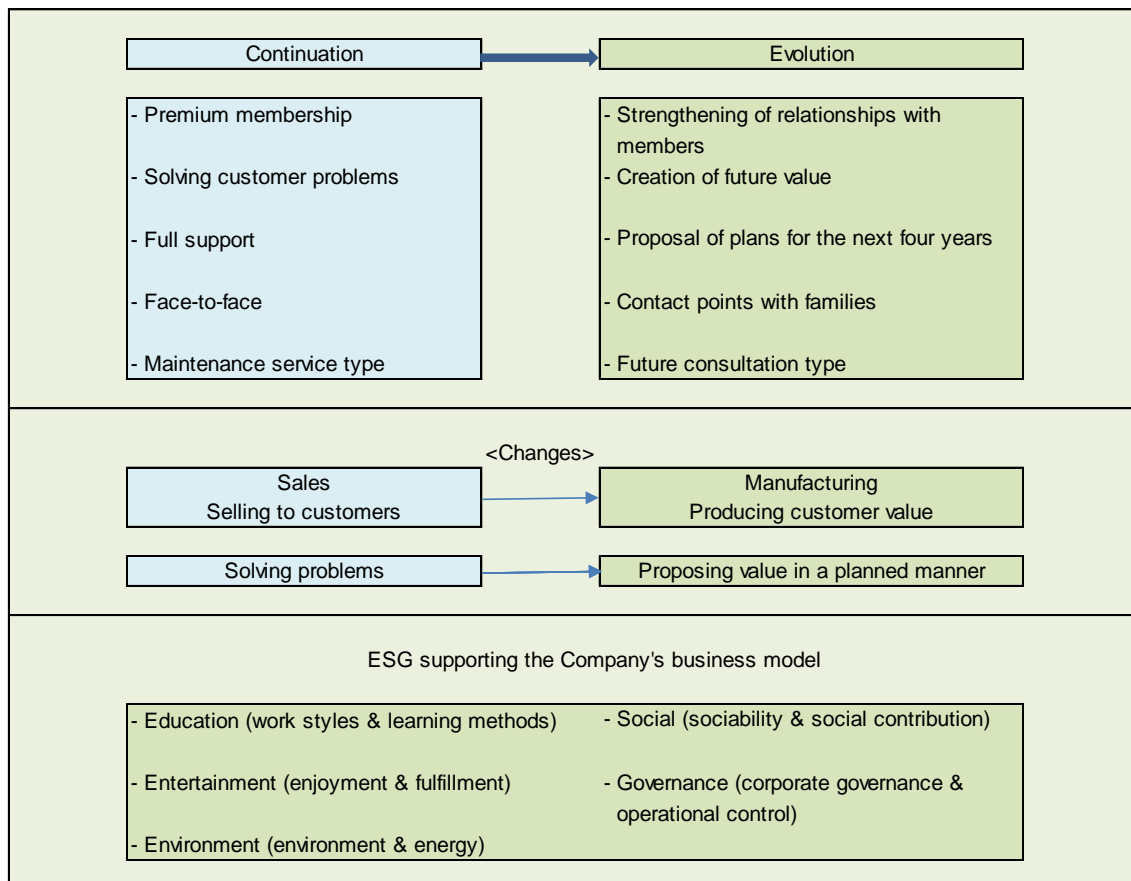 Continuation
Evolution
- Premium membership
- Solving customer problems
- Full support
- Face-to-face
- Maintenance service type
- Strengthening of relationships with
members
- Creation of future value
- Proposal of plans for the next four years
- Contact points with families
- Future consultation type
<Changes>
Sales
Selling to customers
Manufacturing
Producing customer value
Solving problems
Proposing value in a planned manner
ESG supporting the Company's business model
- Education (work styles & learning methods)
- Entertainment (enjoyment & fulfillment)
- Environment (environment & energy)
- Social (sociability & social contribution)
- Governance (corporate governance &
operational control)